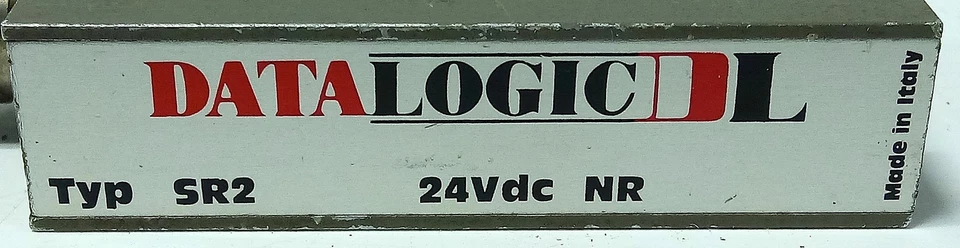 DATALOGIC DL
Typ SR2 24Vdc NR
Made in Italy